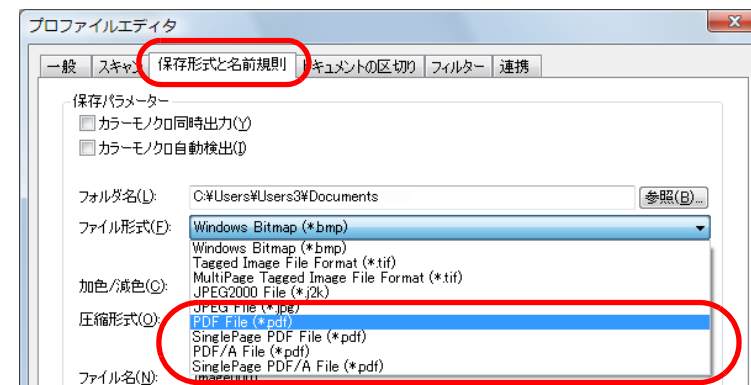 プロファイルエディタ
一般 スキャン 保存形式と名前規則 ドキュメントの区切り フィルター 連携
保存パラメーター
カラーモノクロ同時出力(Y)
カラーモノクロ自動検出(I)
フォルダ名(L): C:¥Users¥Users3¥Documents 参照(B)...
ファイル形式(F): Windows Bitmap (*.bmp)
Windows Bitmap (*.bmp)
Tagged Image File Format (*.tif)
MultiPage Tagged Image File Format (*.tif)
加色/減色(C):
JPEG2000 File (*.j2k)
JPEG File (*.jpg)
圧縮形式(O):
PDF File (*.pdf)
SinglePage PDF File (*.pdf)
PDF/A File (*.pdf)
SinglePage PDF/A File (*.pdf)
ファイル名(N): Image0001